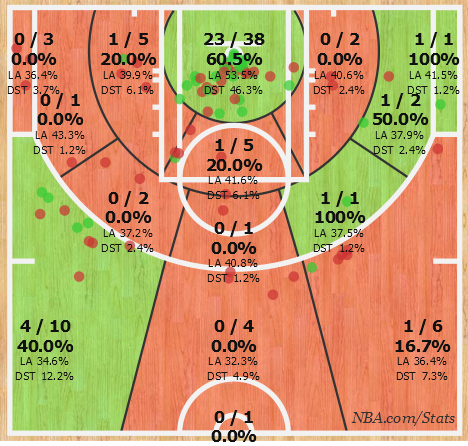 0 / 3
0.0%
LA 36.4%
DST 3.7%
1 / 5
20.0%
LA 39.9%
DST 6.1%
23 / 38
60.5%
LA 53.5%
DST 46.3%
0 / 2
0.0%
LA 40.6%
DST 2.4%
1 / 1
100%
LA 41.5%
DST 1.2%
0 / 1
0.0%
LA 43.3%
DST 1.2%
1 / 2
50.0%
LA 37.9%
DST 2.4%
1 / 5
20.0%
LA 41.6%
DST 6.1%
0 / 2
0.0%
LA 37.2%
DST 2.4%
0 / 1
0.0%
LA 40.8%
DST 1.2%
1 / 1
100%
LA 37.5%
DST 1.2%
4 / 10
40.0%
LA 34.6%
DST 12.2%
0 / 4
0.0%
LA 32.3%
DST 4.9%
1 / 6
16.7%
LA 36.4%
DST 7.3%
0 / 1
0.0%
NBA.com/Stats